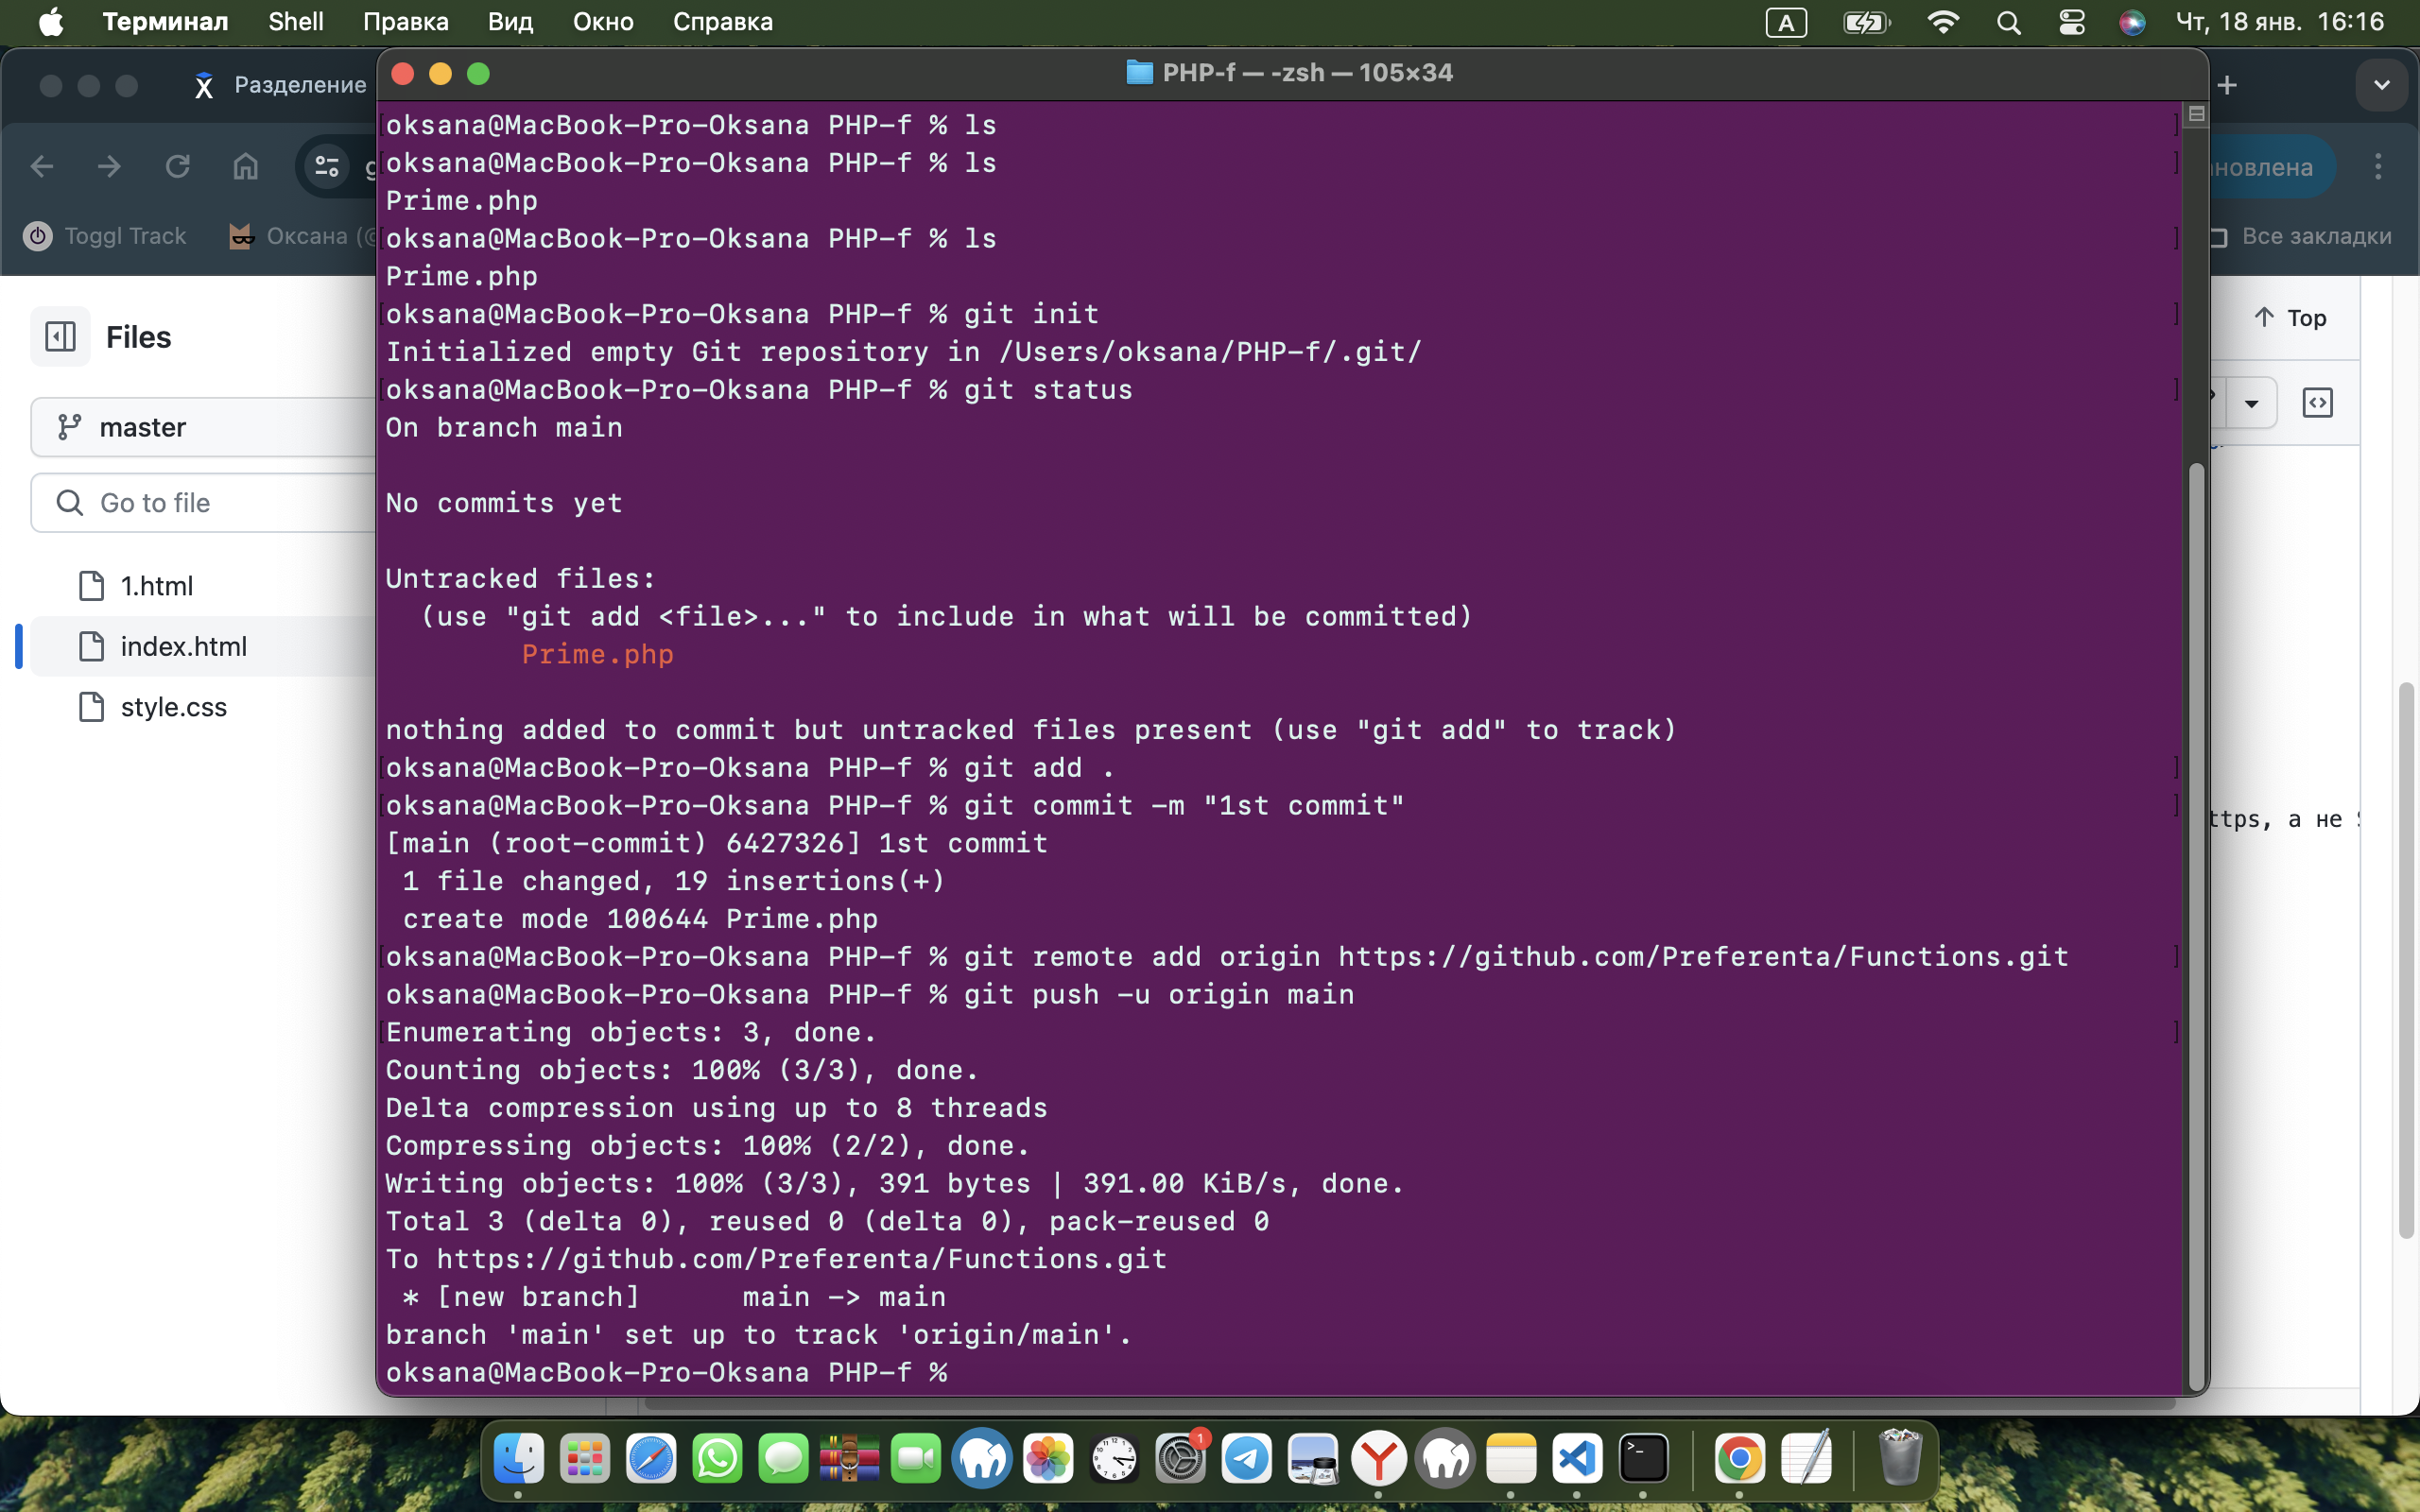 Терминал Shell Правка Вид Окно Справка A Чт, 18 янв. 16:16
Разделение
PHP-f — -zsh — 105×34
Toggl Track Оксана (@
Все закладки
Files
master
Go to file
1.html
index.html
style.css
oksana@MacBook-Pro-Oksana PHP-f % ls
oksana@MacBook-Pro-Oksana PHP-f % ls
Prime.php
oksana@MacBook-Pro-Oksana PHP-f % ls
Prime.php
oksana@MacBook-Pro-Oksana PHP-f % git init
Initialized empty Git repository in /Users/oksana/PHP-f/.git/
oksana@MacBook-Pro-Oksana PHP-f % git status
On branch main
No commits yet
Untracked files:
(use "git add <file>..." to include in what will be committed)
Prime.php
nothing added to commit but untracked files present (use "git add" to track)
oksana@MacBook-Pro-Oksana PHP-f % git add .
oksana@MacBook-Pro-Oksana PHP-f % git commit -m "1st commit"
[main (root-commit) 6427326] 1st commit
1 file changed, 19 insertions(+)
create mode 100644 Prime.php
oksana@MacBook-Pro-Oksana PHP-f % git remote add origin https://github.com/Preferenta/Functions.git
oksana@MacBook-Pro-Oksana PHP-f % git push -u origin main
Enumerating objects: 3, done.
Counting objects: 100% (3/3), done.
Delta compression using up to 8 threads
Compressing objects: 100% (2/2), done.
Writing objects: 100% (3/3), 391 bytes | 391.00 KiB/s, done.
Total 3 (delta 0), reused 0 (delta 0), pack-reused 0
To https://github.com/Preferenta/Functions.git
* [new branch] main -> main
branch 'main' set up to track 'origin/main'.
oksana@MacBook-Pro-Oksana PHP-f %
Top
ttps, а не
1